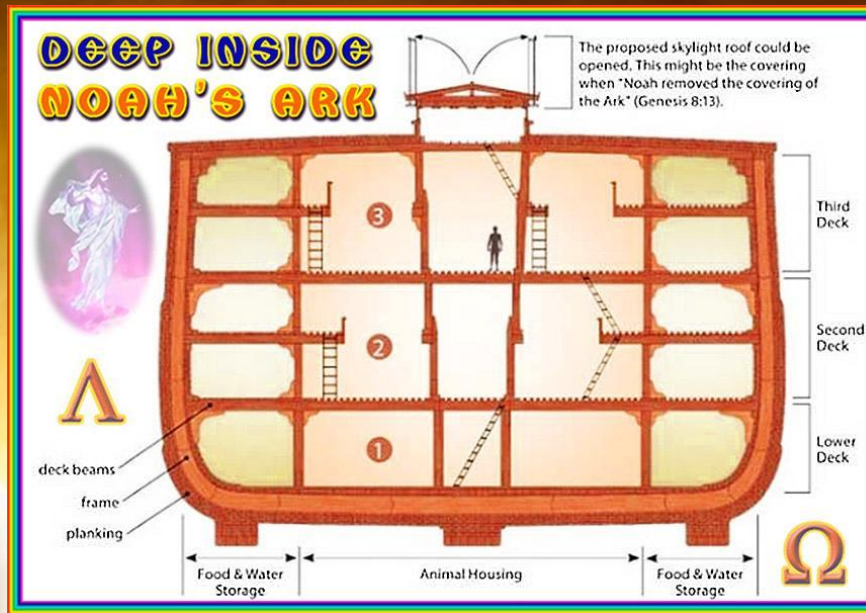 DEEP INSIDE
NOAH'S ARK
The proposed skylight roof could be
opened. This might be the covering
when "Noah removed the covering of
the Ark" (Genesis 8:13).
3
Third
Deck
2
Second
Deck
Λ
1
Lower
Deck
deck beams
frame
planking
Ω
Food & Water
Storage
Animal Housing
Food & Water
Storage